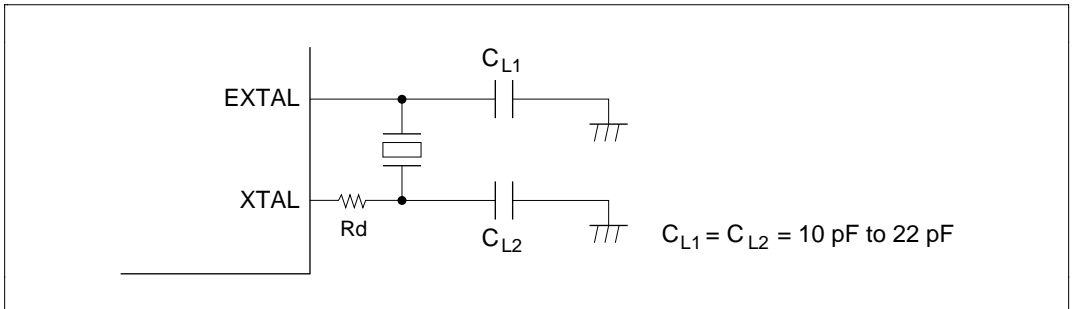 CL1
EXTAL
XTAL
Rd
CL2
CL1 = CL2 = 10 pF to 22 pF